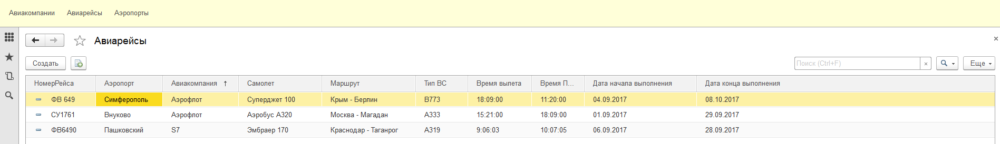 Авиакомпании Авиарейсы Аэропорты
Авиарейсы
Создать Поиск (Ctrl+F) Еще
НомерРейса Аэропорт Авиакомпания Самолет Маршрут Тип ВС Время вылета Время П... Дата начала выполнения Дата конца выполнения
ФВ 649 Симферополь Аэрофлот Суперджет 100 Крым - Берлин B773 18:09:00 11:20:00 04.09.2017 08.10.2017
СУ1761 Внуково Аэрофлот Аэробус А320 Москва - Магадан А333 15:21:00 18:09:00 01.09.2017 29.09.2017
ФВ6490 Пашковский S7 Эмбраер 170 Краснодар - Таганрог А319 9:06:03 10:07:05 06.09.2017 28.09.2017